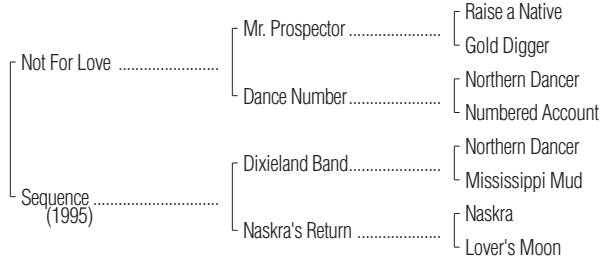 Raise a Native
Mr. Prospector ......................
Gold Digger
Not For Love ........................
Northern Dancer
Dance Number......................
Numbered Account
Northern Dancer
Dixieland Band......................
Mississippi Mud
Sequence ..............................
(1995)
Naskra
Naskra's Return ....................
Lover's Moon